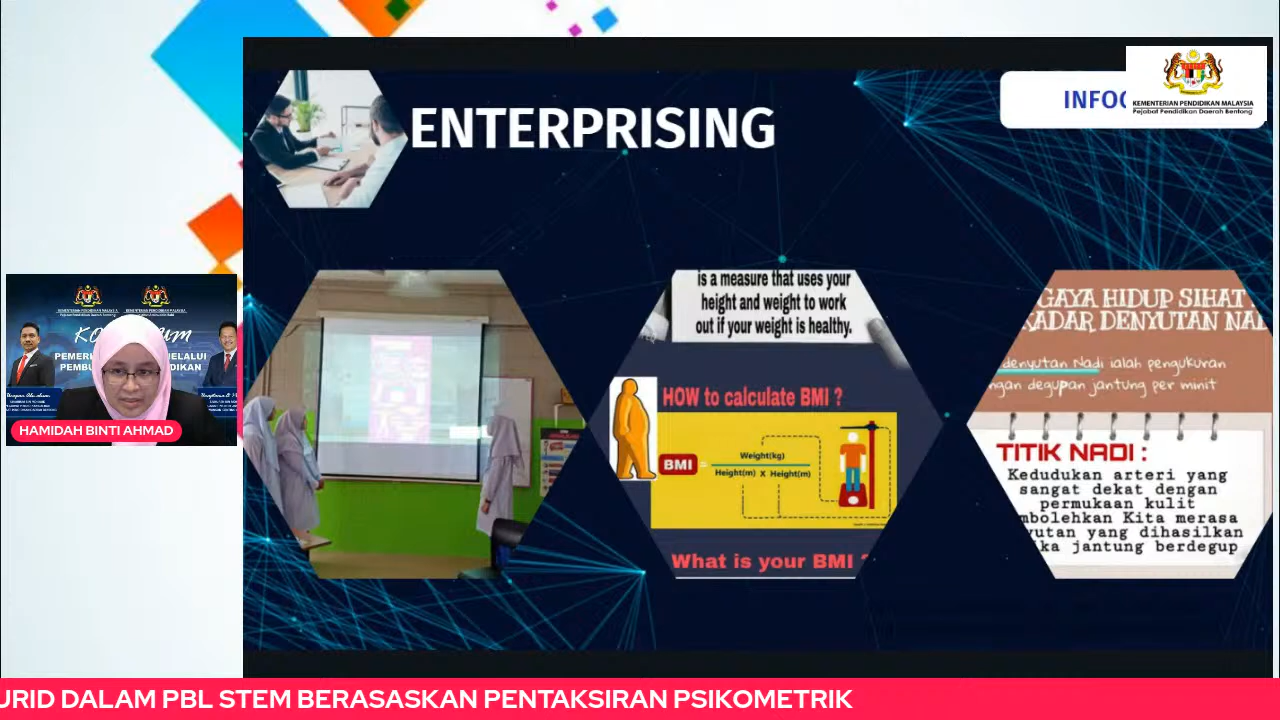 ENTERPRISING
INFOG
KEMENTERIAN PENDIDIKAN MALAYSIA
Pejabat Pendidikan Daerah Bentong
is a measure that uses your
height and weight to work
out if your weight is healthy.
HOW to calculate BMI ?
BMI =
Weight(kg)
Height(m) X Height(m)
What is your BMI ?
GAYA HIDUP SIHAT
KADAR DENYUTAN NA
denyutan Nadi ialah pengukuran
ngan degupan jantung per minit
TITIK NADI :
Kedudukan arteri yang
sangat dekat dengan
permukaan kulit
mbolehkan Kita merasa
yutan yang dihasilkan
ka jantung berdegup
PEMER
MELALUI
PEMBU
DIKAN
HAMIDAH BINTI AHMAD
URID DALAM PBL STEM BERASASKAN PENTAKSIRAN PSIKOMETRIK